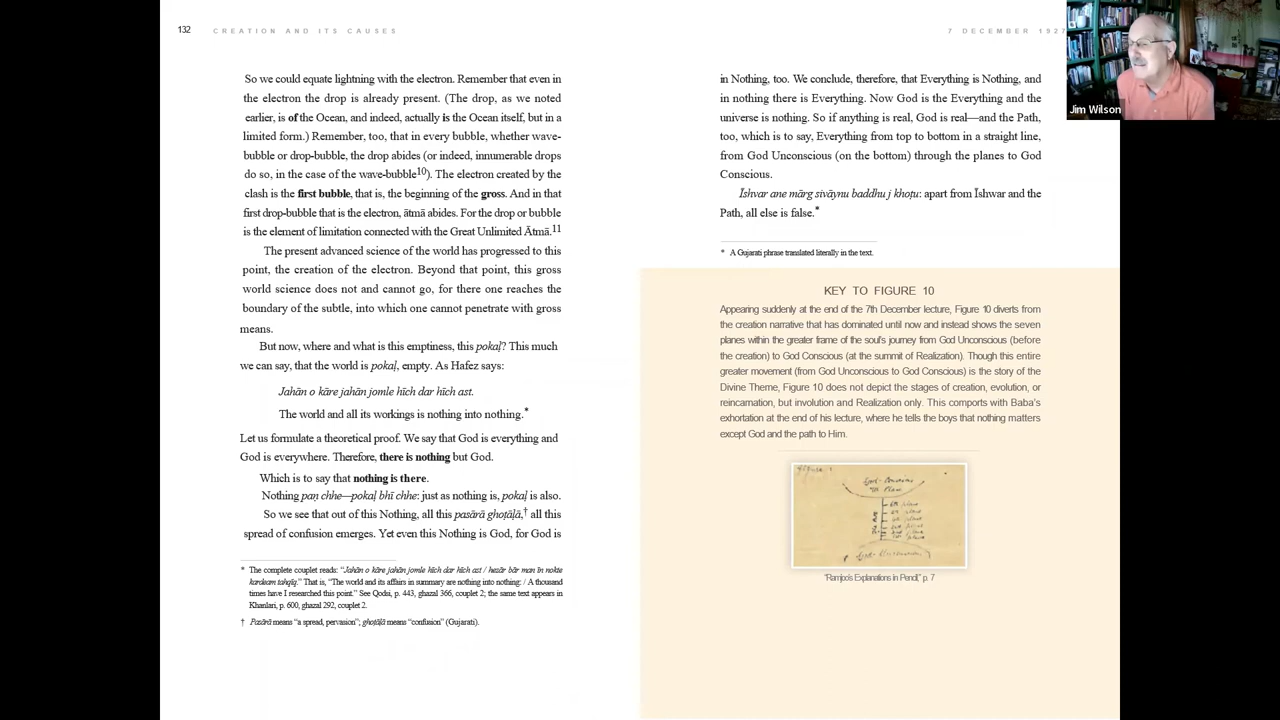 132 CREATION AND ITS CAUSES
So we could equate lightning with the electron. Remember that even in
the electron the drop is already present. (The drop, as we noted
earlier, is of the Ocean, and indeed, actually is the Ocean itself, but in a
limited form.) Remember, too, that in every bubble, whether wave-
bubble or drop-bubble, the drop abides (or indeed, innumerable drops
do so, in the case of the wave-bubble10). The electron created by the
clash is the first bubble, that is, the beginning of the gross. And in that
first drop-bubble that is the electron, ātmā abides. For the drop or bubble
is the element of limitation connected with the Great Unlimited Ātmā.11
The present advanced science of the world has progressed to this
point, the creation of the electron. Beyond that point, this gross
world science does not and cannot go, for there one reaches the
boundary of the subtle, into which one cannot penetrate with gross
means.
But now, where and what is this emptiness, this pokaḷ? This much
we can say, that the world is pokaḷ, empty. As Hafez says:
Jahān o kāre jahān jomle hīch dar hīch ast.
The world and all its workings is nothing into nothing.*
Let us formulate a theoretical proof. We say that God is everything and
God is everywhere. Therefore, there is nothing but God.
Which is to say that nothing is there.
Nothing paṇ chhe—pokaḷ bhī chhe: just as nothing is, pokaḷ is also.
So we see that out of this Nothing, all this pasārā ghoṭāḷā,† all this
spread of confusion emerges. Yet even this Nothing is God, for God is
* The complete couplet reads: "Jahān o kāre jahān jomle hīch dar hīch ast / hezār bār man īn nokte
kardeam tahqīq." That is, "The world and its affairs in summary are nothing into nothing: / A thousand
times have I researched this point." See Qodsi, p. 443, ghazal 366, couplet 2; the same text appears in
Khanlari, p. 600, ghazal 292, couplet 2.
† Pasārā means "a spread, pervasion"; ghoṭāḷā means "confusion" (Gujarati).
7 DECEMBER 1927
in Nothing, too. We conclude, therefore, that Everything is Nothing, and
in nothing there is Everything. Now God is the Everything and the
universe is nothing. So if anything is real, God is real—and the Path,
too, which is to say, Everything from top to bottom in a straight line,
from God Unconscious (on the bottom) through the planes to God
Conscious.
Īshvar ane mārg sivāynu baddhu j khoṭu: apart from Īshwar and the
Path, all else is false.*
* A Gujarati phrase translated literally in the text.
KEY TO FIGURE 10
Appearing suddenly at the end of the 7th December lecture, Figure 10 diverts from
the creation narrative that has dominated until now and instead shows the seven
planes within the greater frame of the soul's journey from God Unconscious (before
the creation) to God Conscious (at the summit of Realization). Though this entire
greater movement (from God Unconscious to God Conscious) is the story of the
Divine Theme, Figure 10 does not depict the stages of creation, evolution, or
reincarnation, but involution and Realization only. This comports with Baba's
exhortation at the end of his lecture, where he tells the boys that nothing matters
except God and the path to Him.
God-Conscious
7th Plane
6th plane
"Ramjoo's Explanations in Pencil," p. 7
Jim Wilson